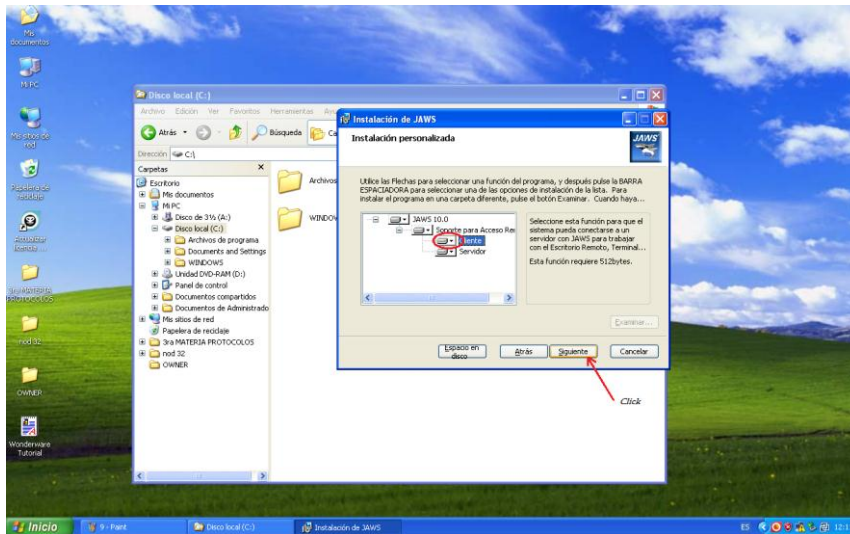 Mis
documentos
Mi PC
Mis sitios de
red
Papelera de
reciclaje
Actualizar
3ra MATERIA
PROTOCOLOS
nod 32
OWNER
Wonderware
Tutorial
Disco local (C:)
Archivo Edición Ver Favoritos Herramientas
Atrás Búsqueda
Dirección C:\
Carpetas X
Escritorio
Mis documentos
Mi PC
Disco de 3½ (A:)
Disco local (C:)
Archivos de programa
Documents and Settings
WINDOWS
Unidad DVD-RAM (D:)
Panel de control
Documentos compartidos
Documentos de Administrado
Mis sitios de red
Papelera de reciclaje
3ra MATERIA PROTOCOLOS
nod 32
OWNER
Archivos
WINDOW
Instalación de JAWS
Instalación personalizada
JAWS
Utilice las Flechas para seleccionar una función del programa, y después pulse la BARRA
ESPACIADORA para seleccionar una de las opciones de instalación de la lista. Para
instalar el programa en una carpeta diferente, pulse el botón Examinar. Cuando haya...
JAWS 10.0
Soporte para Acceso Re
Cliente
Servidor
Seleccione esta función para que el
sistema pueda conectarse a un
servidor con JAWS para trabajar
con el Escritorio Remoto, Terminal...
Esta función requiere 512bytes.
Examinar...
Espacio en
disco
Atrás
Siguiente
Cancelar
Click
Inicio
9 - Paint
Disco local (C:)
Instalación de JAWS
ES